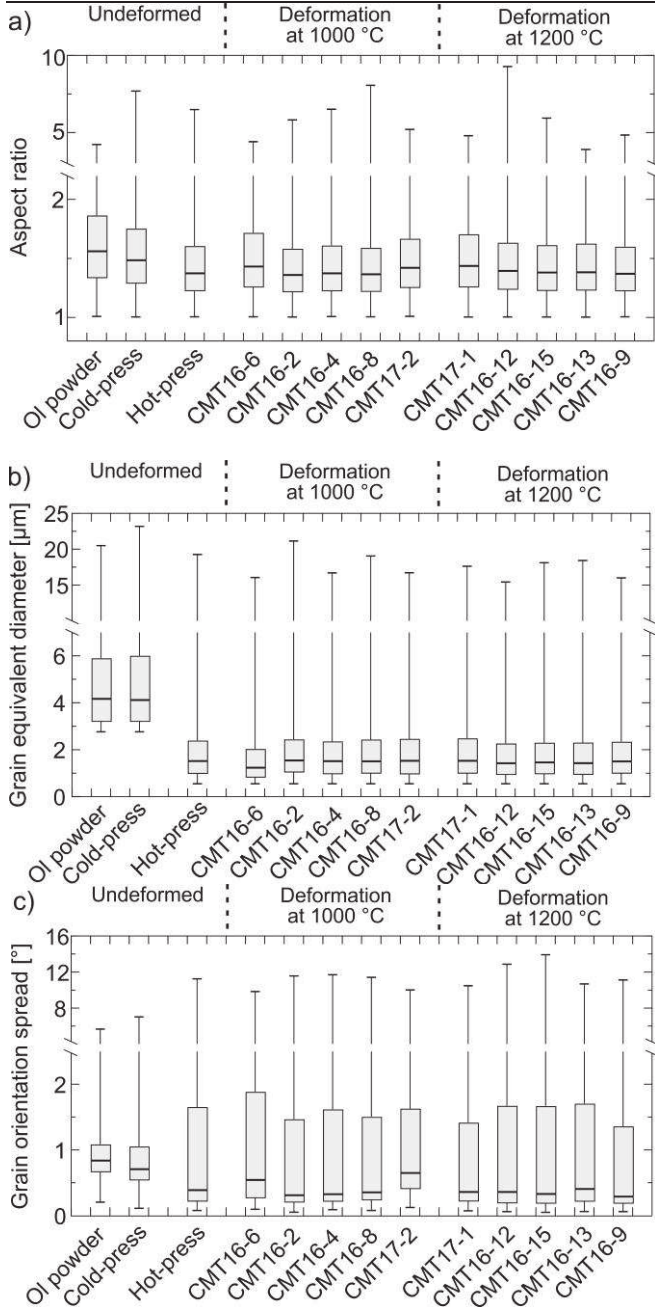 a)
Undeformed
Deformation
at 1000 °C
Deformation
at 1200 °C
Aspect ratio
10
5
2
1
Ol powder
Cold-press
Hot-press
CMT16-6
CMT16-2
CMT16-4
CMT16-8
CMT17-2
CMT17-1
CMT16-12
CMT16-15
CMT16-13
CMT16-9
b)
Undeformed
Deformation
at 1000 °C
Deformation
at 1200 °C
Grain equivalent diameter [µm]
25
20
15
6
4
2
0
Ol powder
Cold-press
Hot-press
CMT16-6
CMT16-2
CMT16-4
CMT16-8
CMT17-2
CMT17-1
CMT16-12
CMT16-15
CMT16-13
CMT16-9
c)
Undeformed
Deformation
at 1000 °C
Deformation
at 1200 °C
Grain orientation spread [°]
16
12
8
2
1
0
Ol powder
Cold-press
Hot-press
CMT16-6
CMT16-2
CMT16-4
CMT16-8
CMT17-2
CMT17-1
CMT16-12
CMT16-15
CMT16-13
CMT16-9